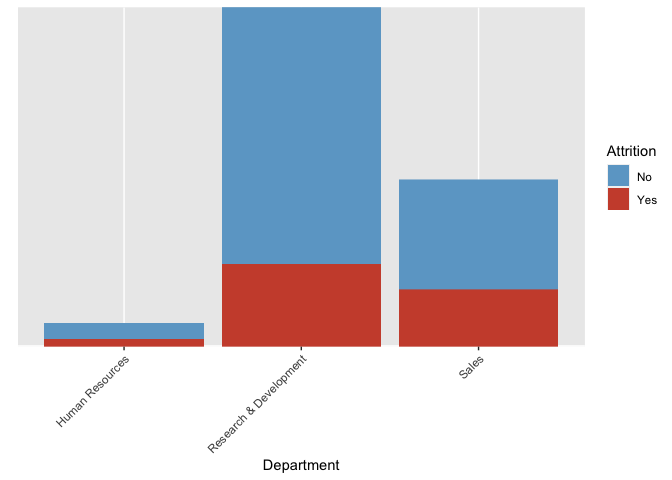 Attrition
No
Yes
Human Resources
Research & Development
Sales
Department